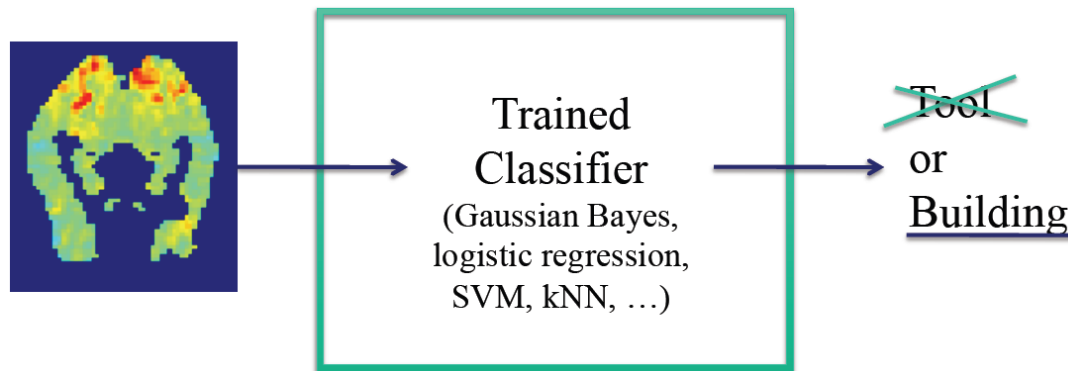 Trained
Classifier
(Gaussian Bayes,
logistic regression,
SVM, kNN, …)
Tool
or
Building